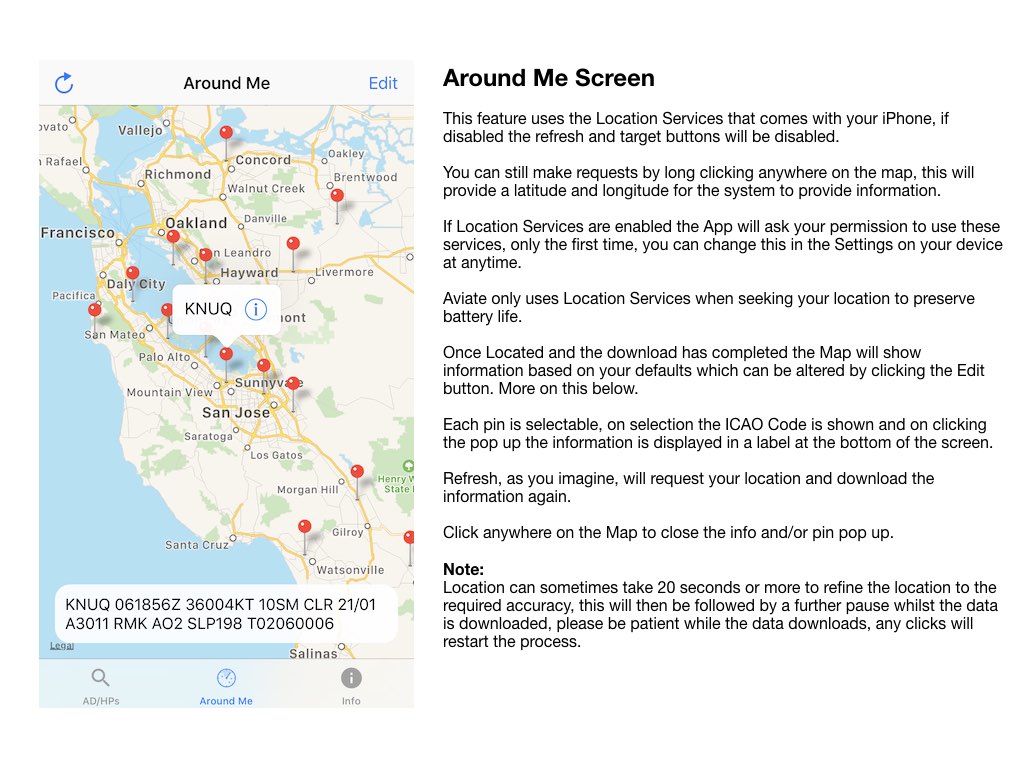 Around Me
Edit
ovato
Vallejo
Concord
Oakley
n Rafael
Richmond
Brentwood
Walnut Creek
Oakland
Danville
Francisco
n Leandro
Hayward
Livermore
Daly City
Pacifica
KNUQ
mont
San Mateo
Palo Alto
Sunnyvale
Mountain View
San Jose
Saratoga
Los Gatos
Henry W
State
Morgan Hill
Gilroy
Santa Cruz
Watsonville
KNUQ 061856Z 36004KT 10SM CLR 21/01
A3011 RMK AO2 SLP198 T02060006
Legal
Salinas
AD/HPs
Around Me
Info
Around Me Screen
This feature uses the Location Services that comes with your iPhone, if
disabled the refresh and target buttons will be disabled.
You can still make requests by long clicking anywhere on the map, this will
provide a latitude and longitude for the system to provide information.
If Location Services are enabled the App will ask your permission to use these
services, only the first time, you can change this in the Settings on your device
at anytime.
Aviate only uses Location Services when seeking your location to preserve
battery life.
Once Located and the download has completed the Map will show
information based on your defaults which can be altered by clicking the Edit
button. More on this below.
Each pin is selectable, on selection the ICAO Code is shown and on clicking
the pop up the information is displayed in a label at the bottom of the screen.
Refresh, as you imagine, will request your location and download the
information again.
Click anywhere on the Map to close the info and/or pin pop up.
Note:
Location can sometimes take 20 seconds or more to refine the location to the
required accuracy, this will then be followed by a further pause whilst the data
is downloaded, please be patient while the data downloads, any clicks will
restart the process.